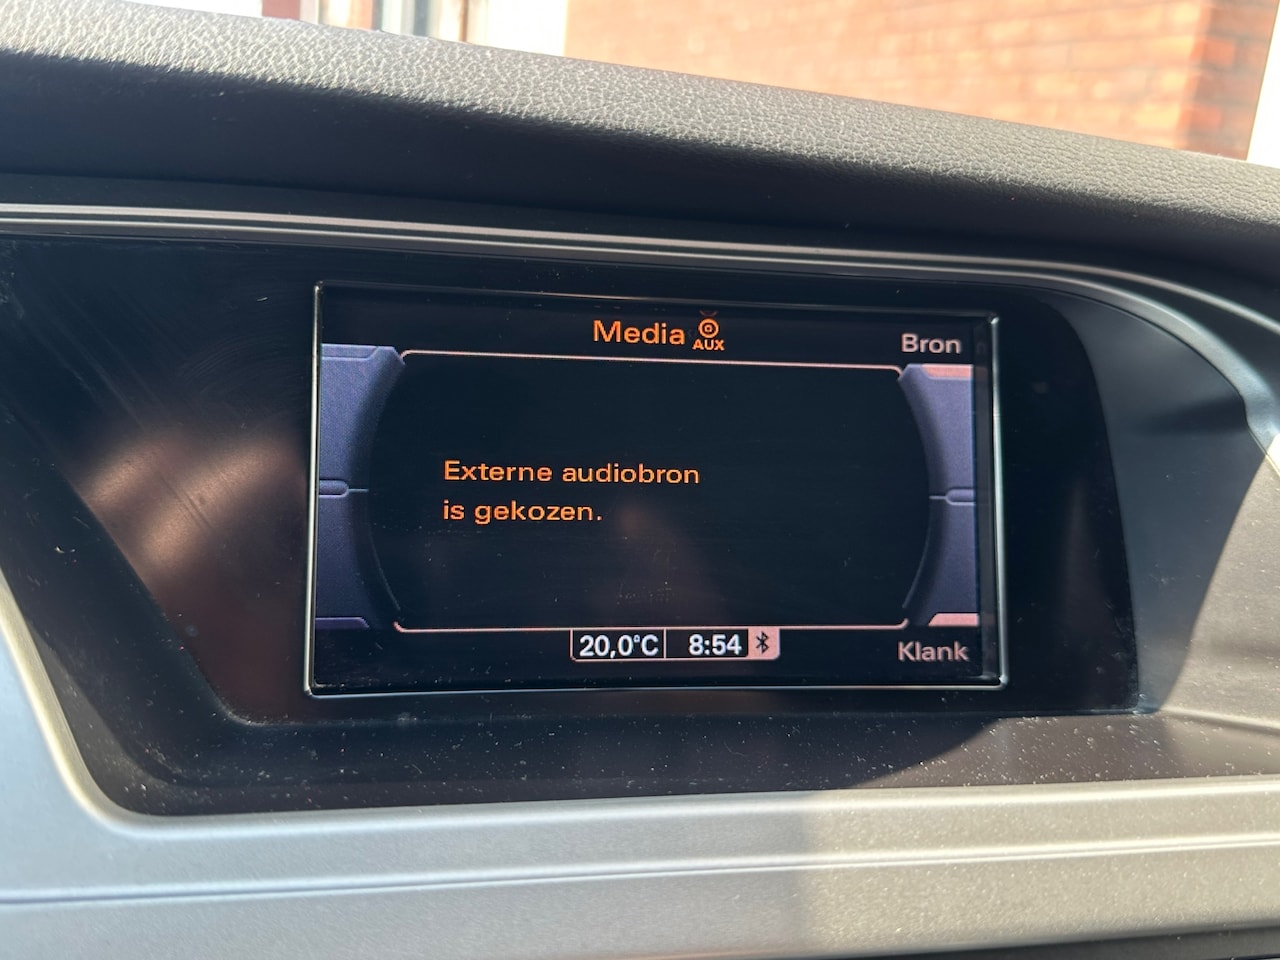 Media AUX
Bron
Externe audiobron
is gekozen.
20,0°C 8:54
Klank